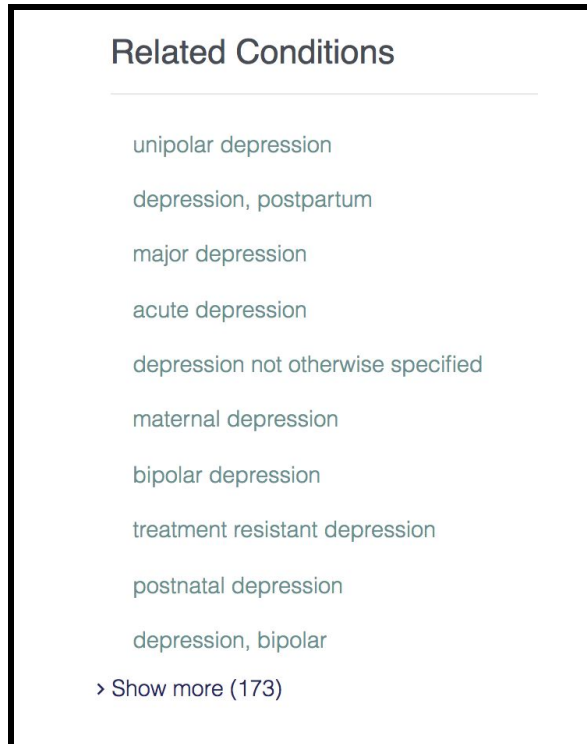 Related Conditions
unipolar depression
depression, postpartum
major depression
acute depression
depression not otherwise specified
maternal depression
bipolar depression
treatment resistant depression
postnatal depression
depression, bipolar
› Show more (173)